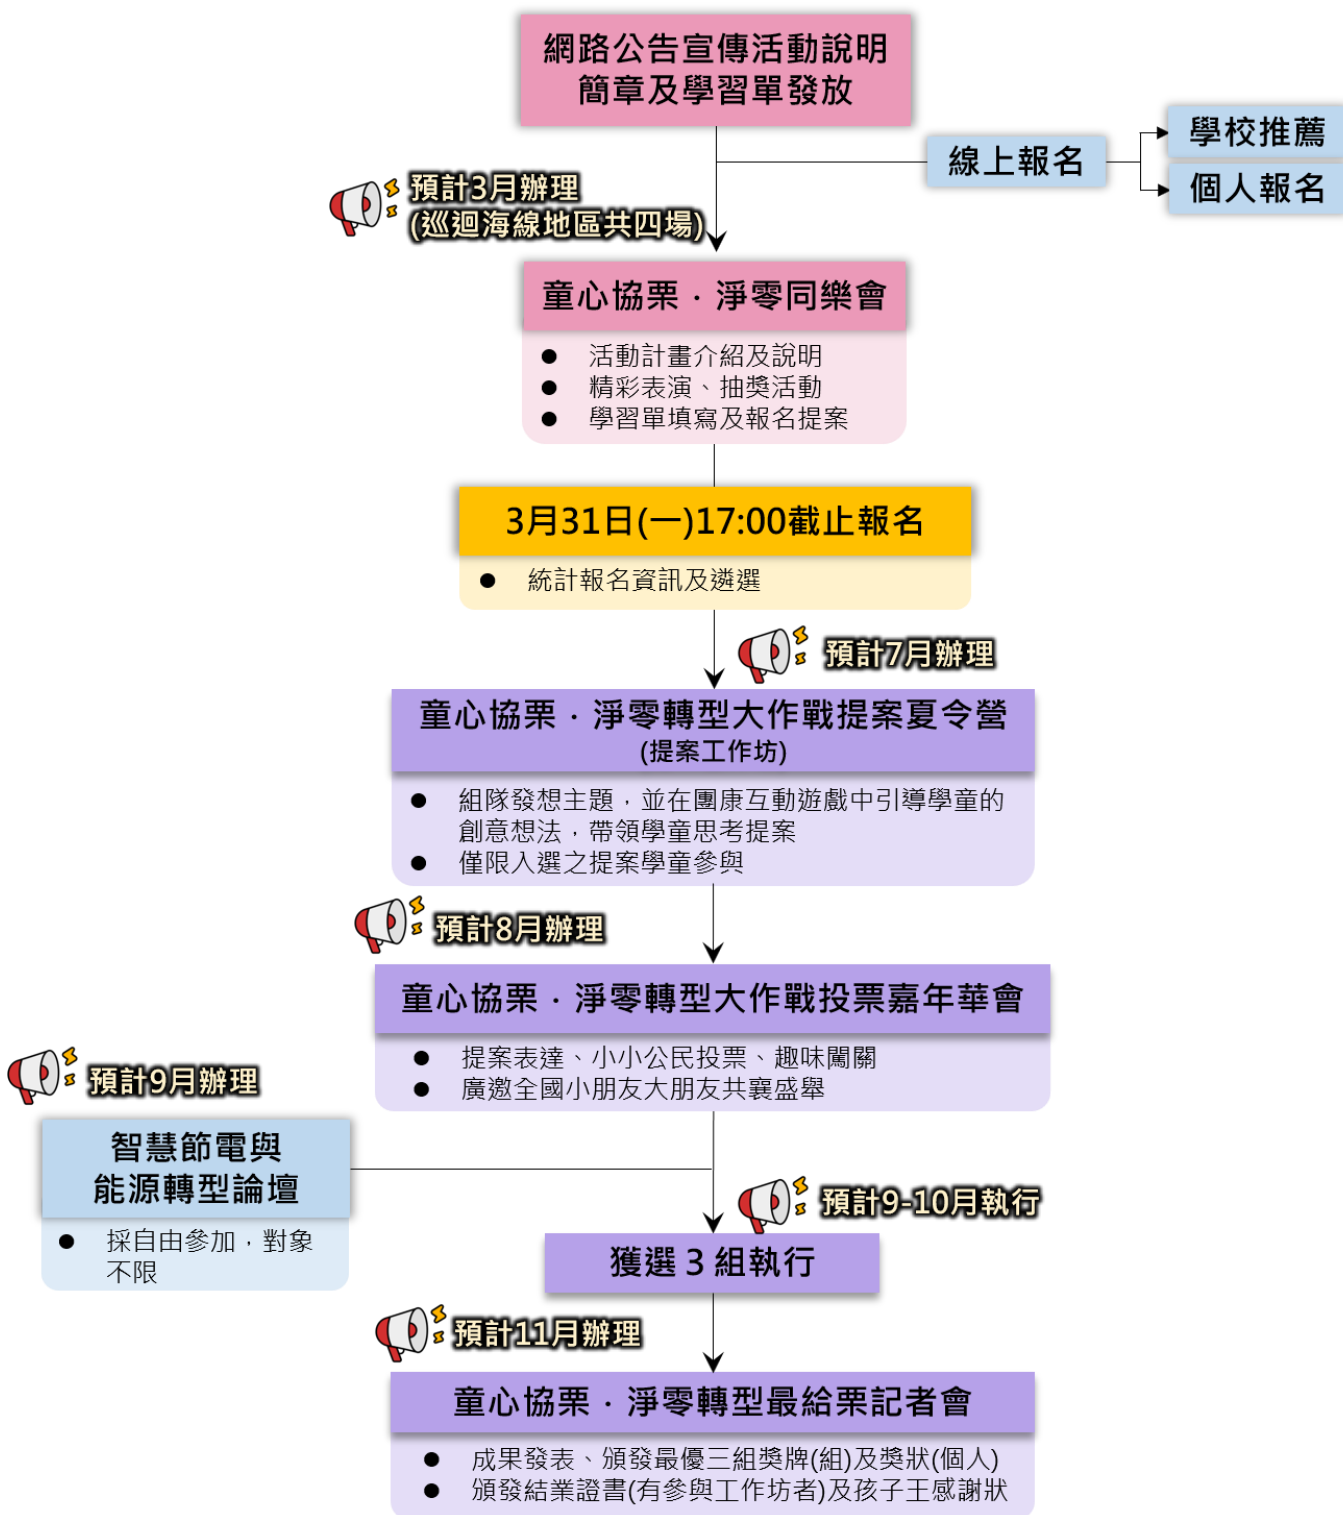 網路公告宣傳活動說明
簡章及學習單發放
線上報名
學校推薦
個人報名
預計3月辦理
(巡迴海線地區共四場)
童心協栗．淨零同樂會
● 活動計畫介紹及說明
● 精彩表演、抽獎活動
● 學習單填寫及報名提案
3月31日(一)17:00截止報名
● 統計報名資訊及遴選
預計7月辦理
童心協栗．淨零轉型大作戰提案夏令營
(提案工作坊)
● 組隊發想主題，並在團康互動遊戲中引導學童的
創意想法，帶領學童思考提案
● 僅限入選之提案學童參與
預計8月辦理
童心協栗．淨零轉型大作戰投票嘉年華會
● 提案表達、小小公民投票、趣味闖關
● 廣邀全國小朋友大朋友共襄盛舉
預計9月辦理
智慧節電與
能源轉型論壇
● 採自由參加，對象
不限
預計9-10月執行
獲選 3 組執行
預計11月辦理
童心協栗．淨零轉型最給栗記者會
● 成果發表、頒發最優三組獎牌(組)及獎狀(個人)
● 頒發結業證書(有參與工作坊者)及孩子王感謝狀